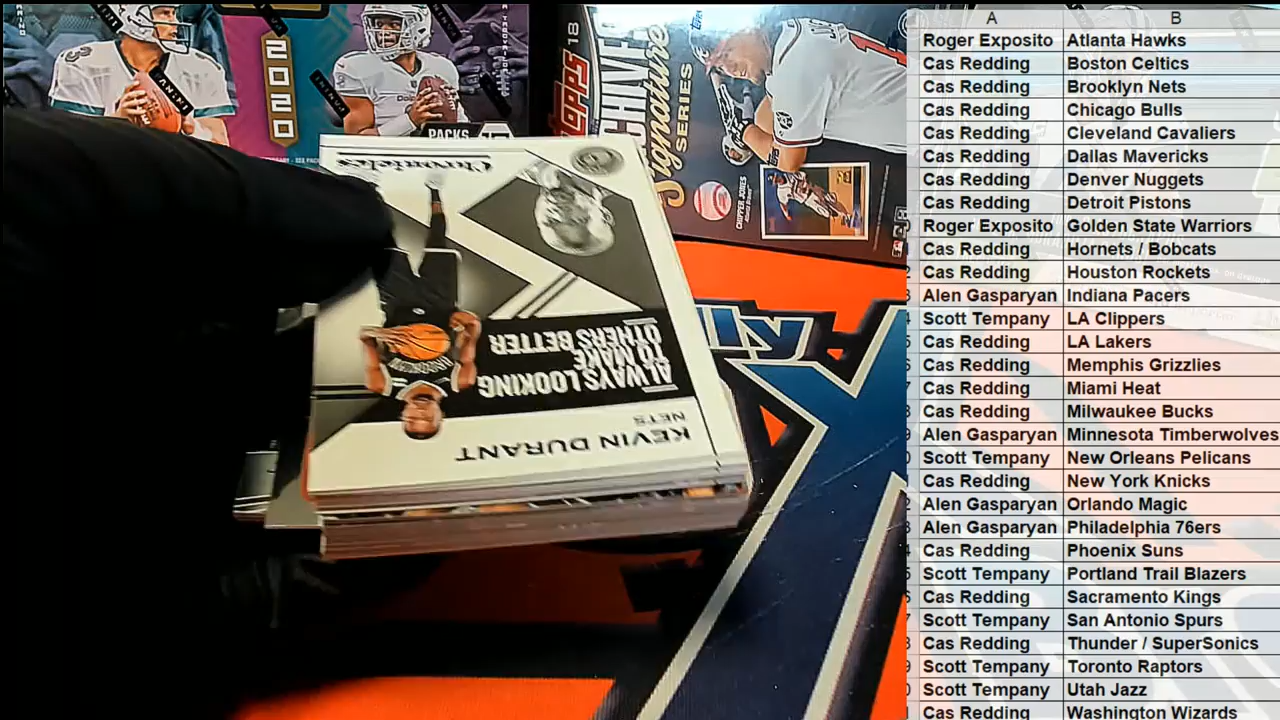 2020
PANINI
PACKS
TOPPS
18
Signature
SERIES
CHIPPER JONES
Chronicles
ALWAYS LOOKING
TO MAKE
OTHERS BETTER
KEVIN DURANT
NETS
A B
Roger Exposito Atlanta Hawks
Cas Redding Boston Celtics
Cas Redding Brooklyn Nets
Cas Redding Chicago Bulls
Cas Redding Cleveland Cavaliers
Cas Redding Dallas Mavericks
Cas Redding Denver Nuggets
Cas Redding Detroit Pistons
Roger Exposito Golden State Warriors
Cas Redding Hornets / Bobcats
Cas Redding Houston Rockets
Alen Gasparyan Indiana Pacers
Scott Tempany LA Clippers
Cas Redding LA Lakers
Cas Redding Memphis Grizzlies
Cas Redding Miami Heat
Cas Redding Milwaukee Bucks
Alen Gasparyan Minnesota Timberwolves
Scott Tempany New Orleans Pelicans
Cas Redding New York Knicks
Alen Gasparyan Orlando Magic
Alen Gasparyan Philadelphia 76ers
Cas Redding Phoenix Suns
Scott Tempany Portland Trail Blazers
Cas Redding Sacramento Kings
Scott Tempany San Antonio Spurs
Cas Redding Thunder / SuperSonics
Scott Tempany Toronto Raptors
Scott Tempany Utah Jazz
Cas Redding Washington Wizards